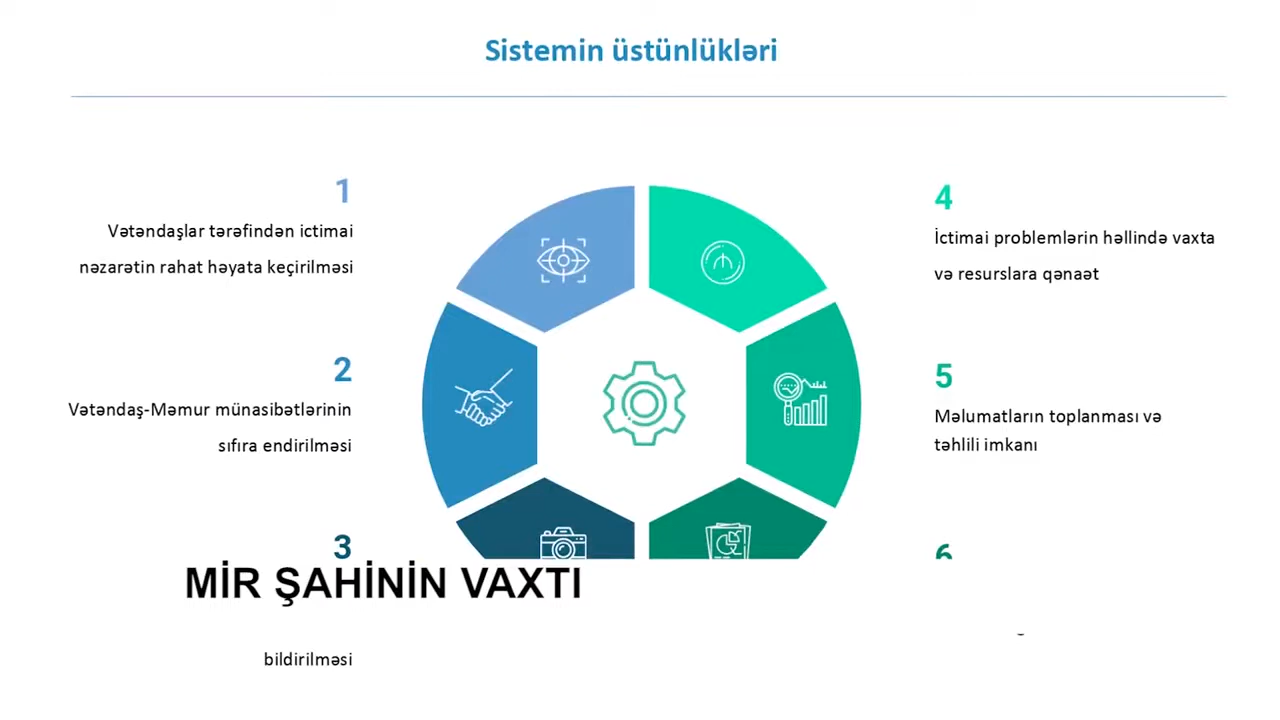 Sistemin üstünlükləri
1
Vətəndaşlar tərəfindən ictimai
nəzarətin rahat həyata keçirilməsi
2
Vətəndaş-Məmur münasibətlərinin
sıfıra endirilməsi
3
MİR ŞAHİNİN VAXTI
bildirilməsi
4
İctimai problemlərin həllində vaxta
və resurslara qənaət
5
Məlumatların toplanması və
təhlili imkanı
6